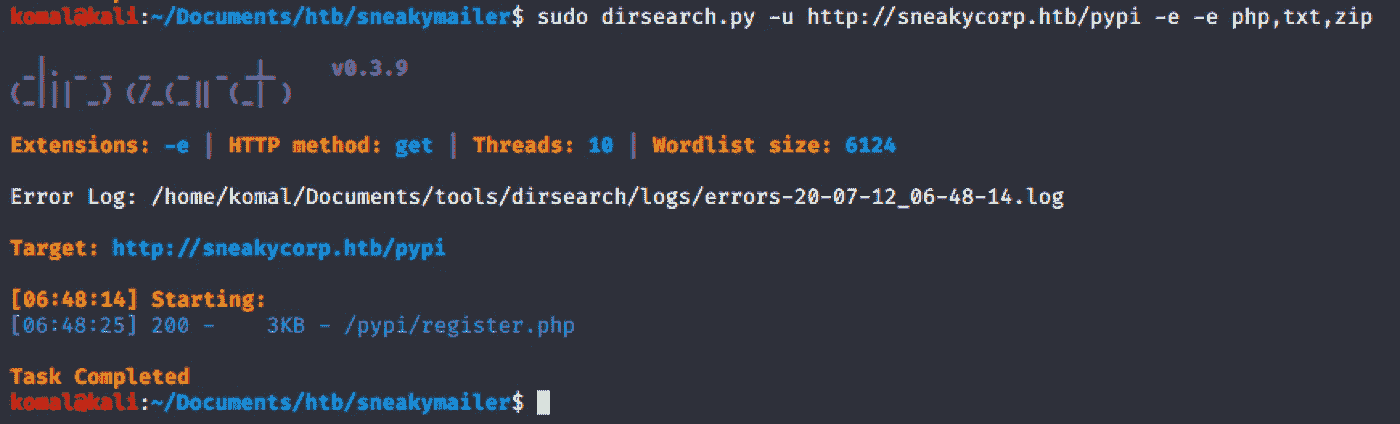 komal@kali:~/Documents/htb/sneakymailer$ sudo dirsearch.py -u http://sneakycorp.htb/pypi -e -e php,txt,zip
dirsearch v0.3.9
Extensions: -e | HTTP method: get | Threads: 10 | Wordlist size: 6124
Error Log: /home/komal/Documents/tools/dirsearch/logs/errors-20-07-12_06-48-14.log
Target: http://sneakycorp.htb/pypi
[06:48:14] Starting:
[06:48:25] 200 -    3KB - /pypi/register.php
Task Completed
komal@kali:~/Documents/htb/sneakymailer$